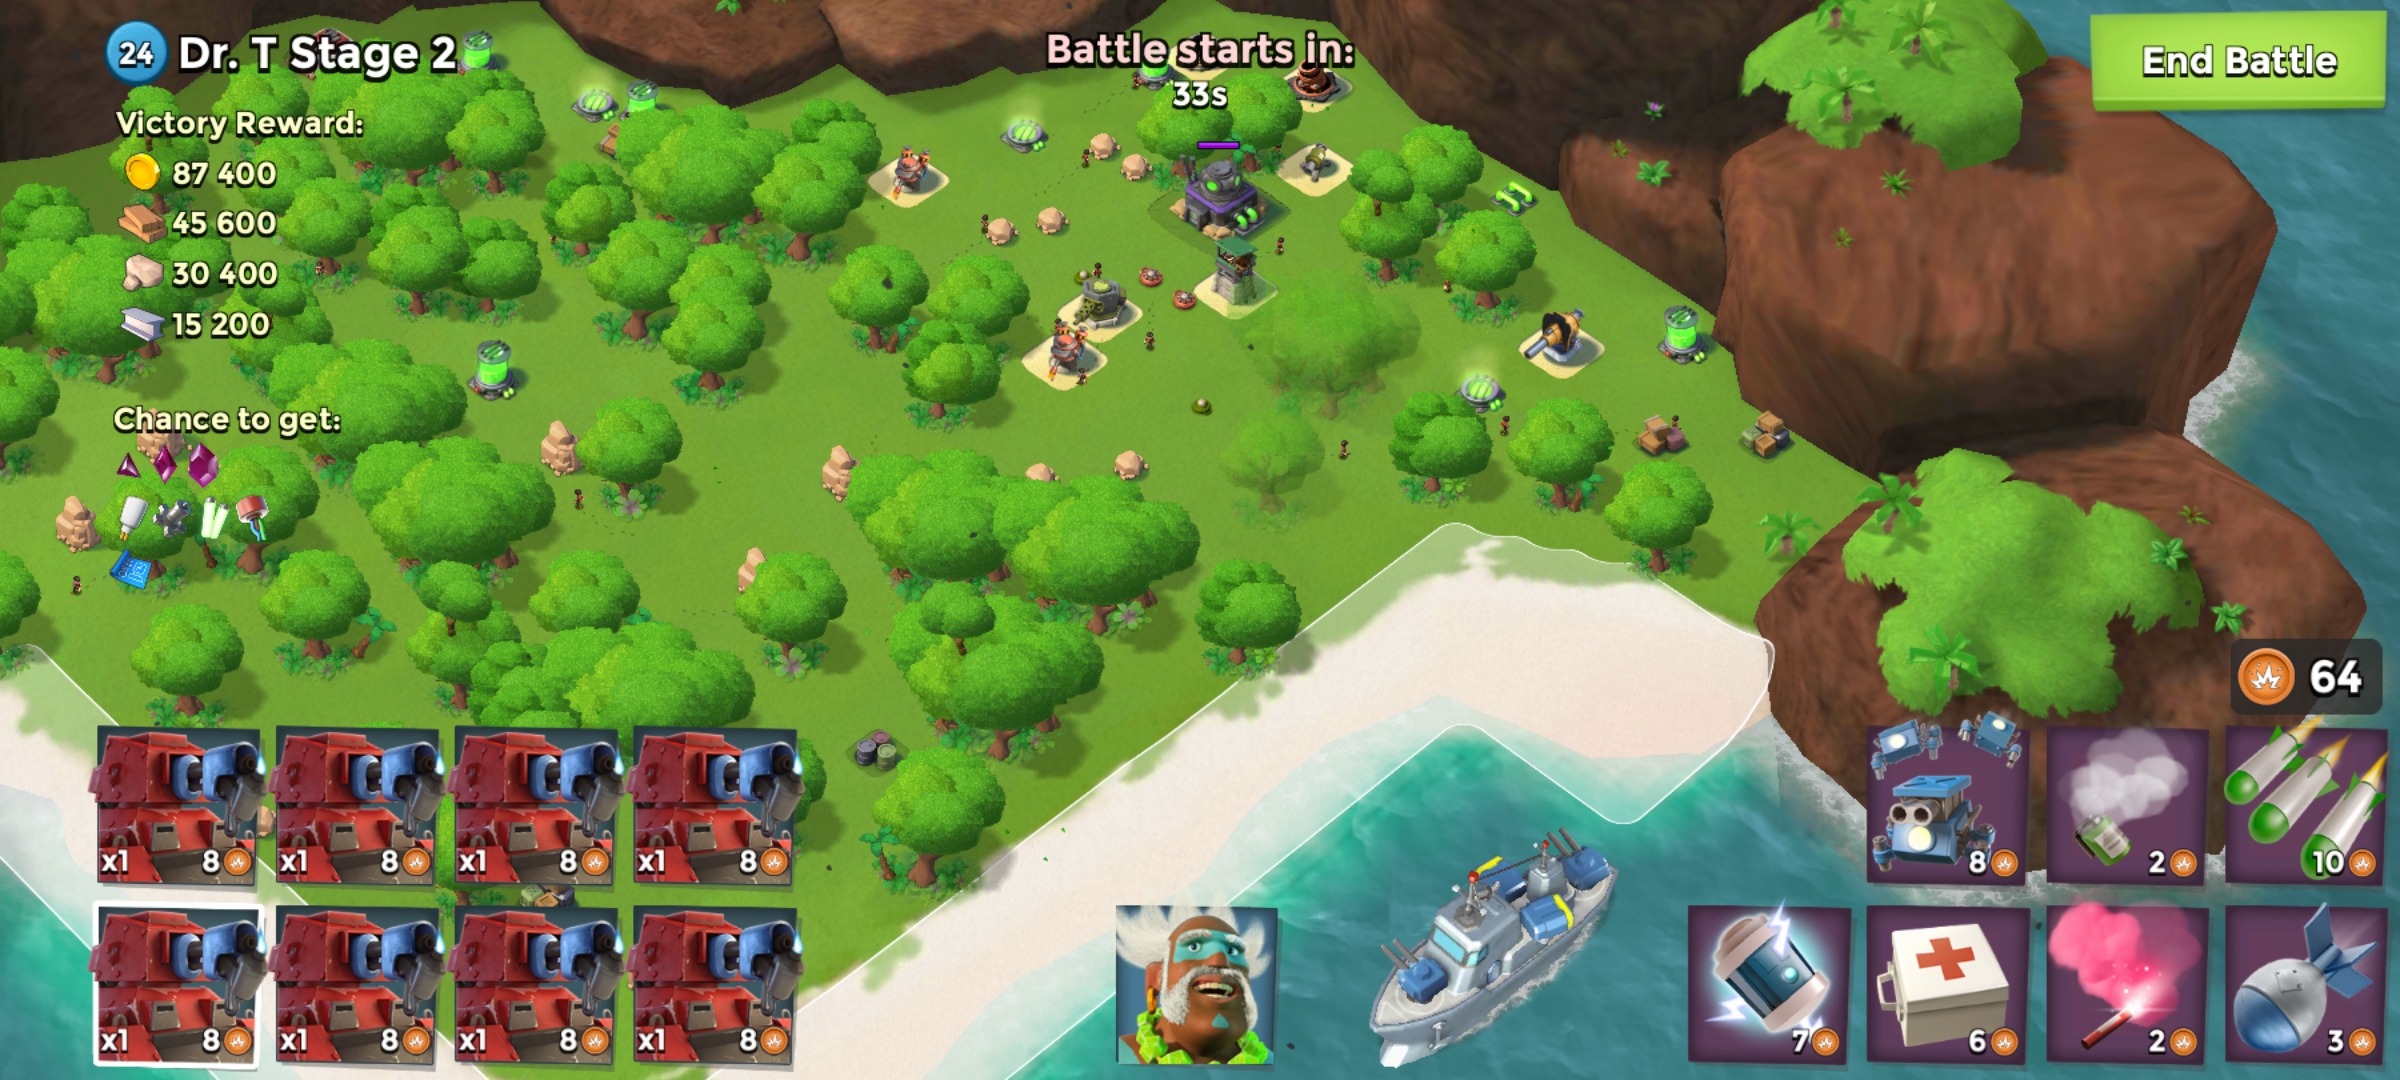 24 Dr. T Stage 2
Battle starts in:
33s
End Battle
Victory Reward:
87 400
45 600
30 400
15 200
Chance to get:
64
x1 8
x1 8
x1 8
x1 8
8
2
10
x1 8
x1 8
x1 8
x1 8
7
6
2
3